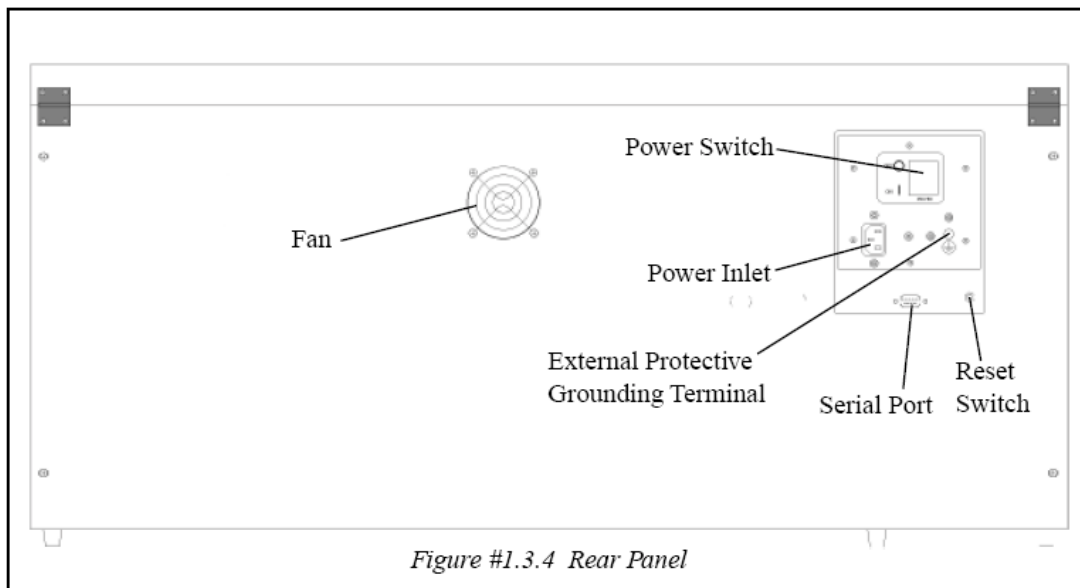 Power Switch
Fan
Power Inlet
External Protective
Grounding Terminal
Serial Port
Reset
Switch
Figure #1.3.4 Rear Panel